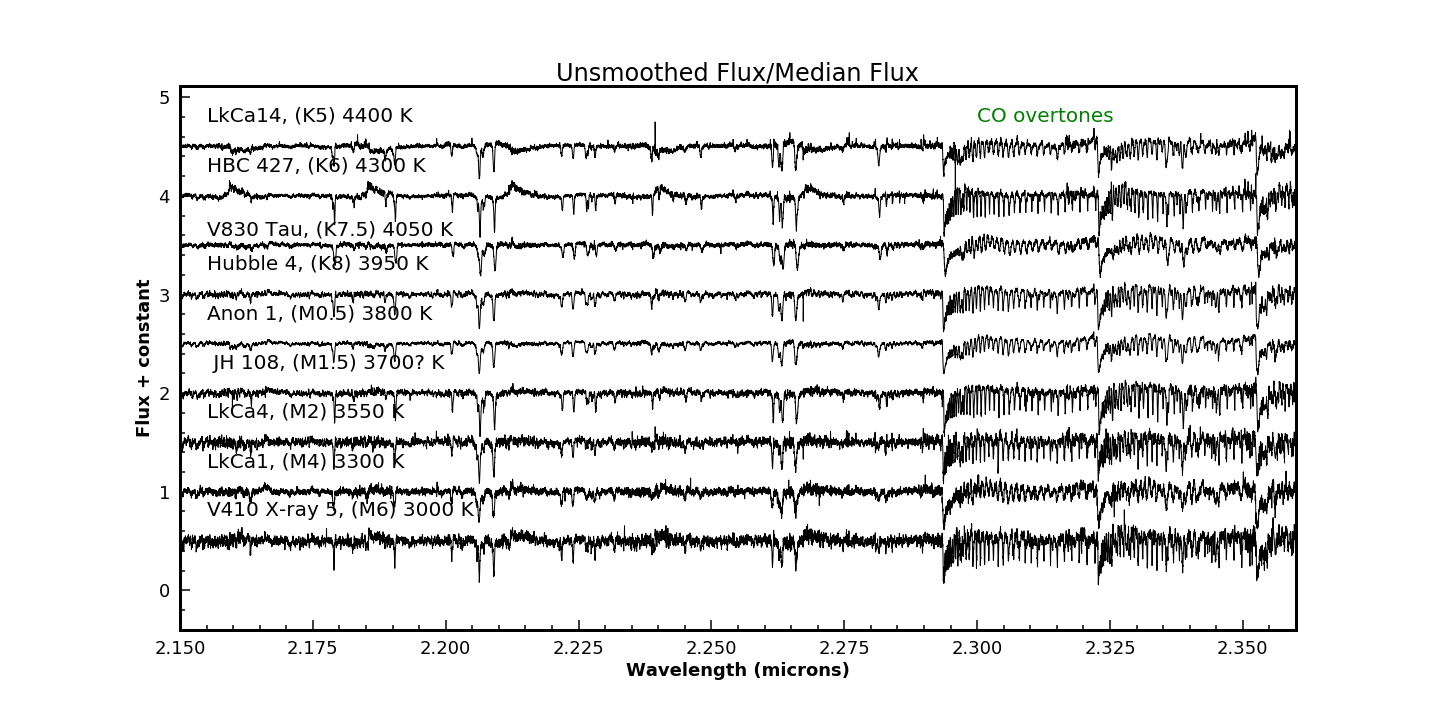 Unsmoothed Flux/Median Flux
LkCa14, (K5) 4400 K
CO overtones
HBC 427, (K6) 4300 K
V830 Tau, (K7.5) 4050 K
Hubble 4, (K8) 3950 K
Anon 1, (M0.5) 3800 K
JH 108, (M1.5) 3700? K
LkCa4, (M2) 3550 K
LkCa1, (M4) 3300 K
V410 X-ray 5, (M6) 3000 K
5
4
3
2
1
0
Flux + constant
2.150 2.175 2.200 2.225 2.250 2.275 2.300 2.325 2.350
Wavelength (microns)